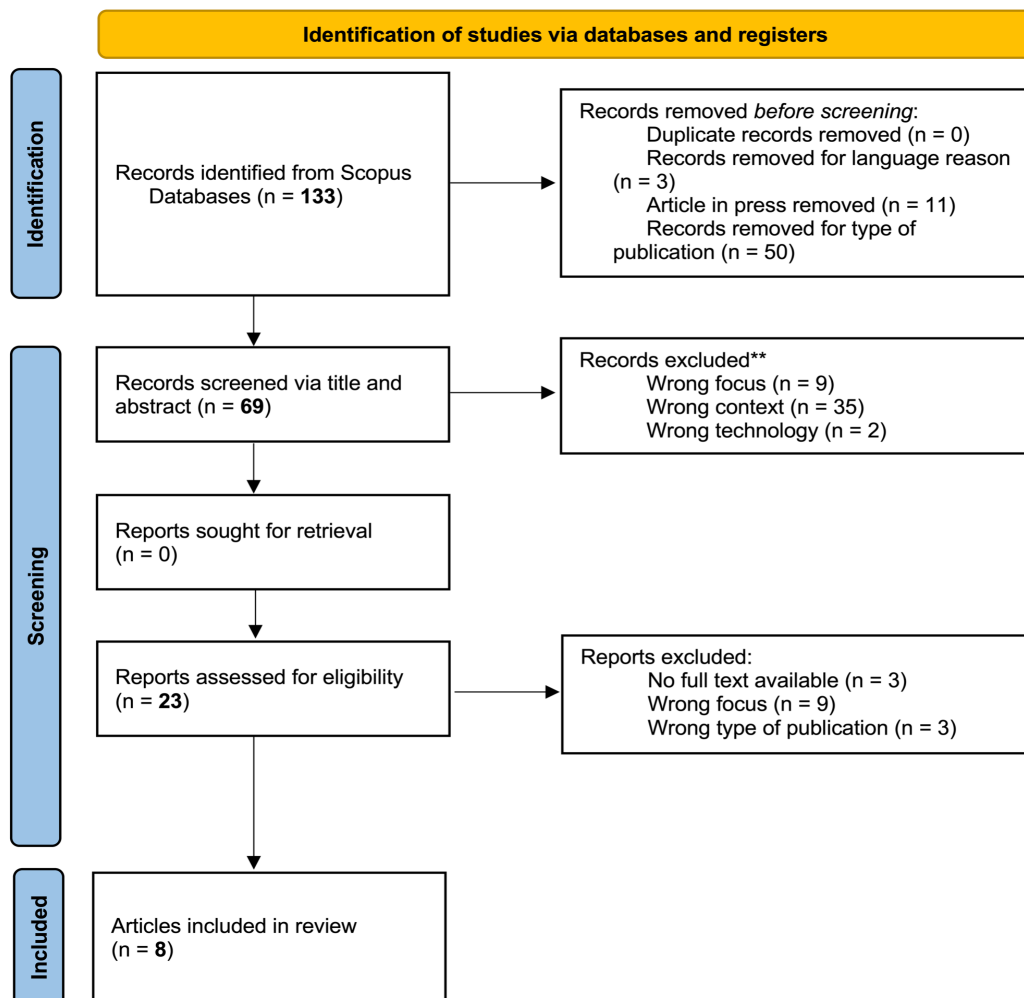 Identification of studies via databases and registers
Identification
Records identified from Scopus
Databases (n = 133)
Records removed before screening:
Duplicate records removed (n = 0)
Records removed for language reason
(n = 3)
Article in press removed (n = 11)
Records removed for type of
publication (n = 50)
Screening
Records screened via title and
abstract (n = 69)
Records excluded**
Wrong focus (n = 9)
Wrong context (n = 35)
Wrong technology (n = 2)
Reports sought for retrieval
(n = 0)
Reports assessed for eligibility
(n = 23)
Reports excluded:
No full text available (n = 3)
Wrong focus (n = 9)
Wrong type of publication (n = 3)
Included
Articles included in review
(n = 8)